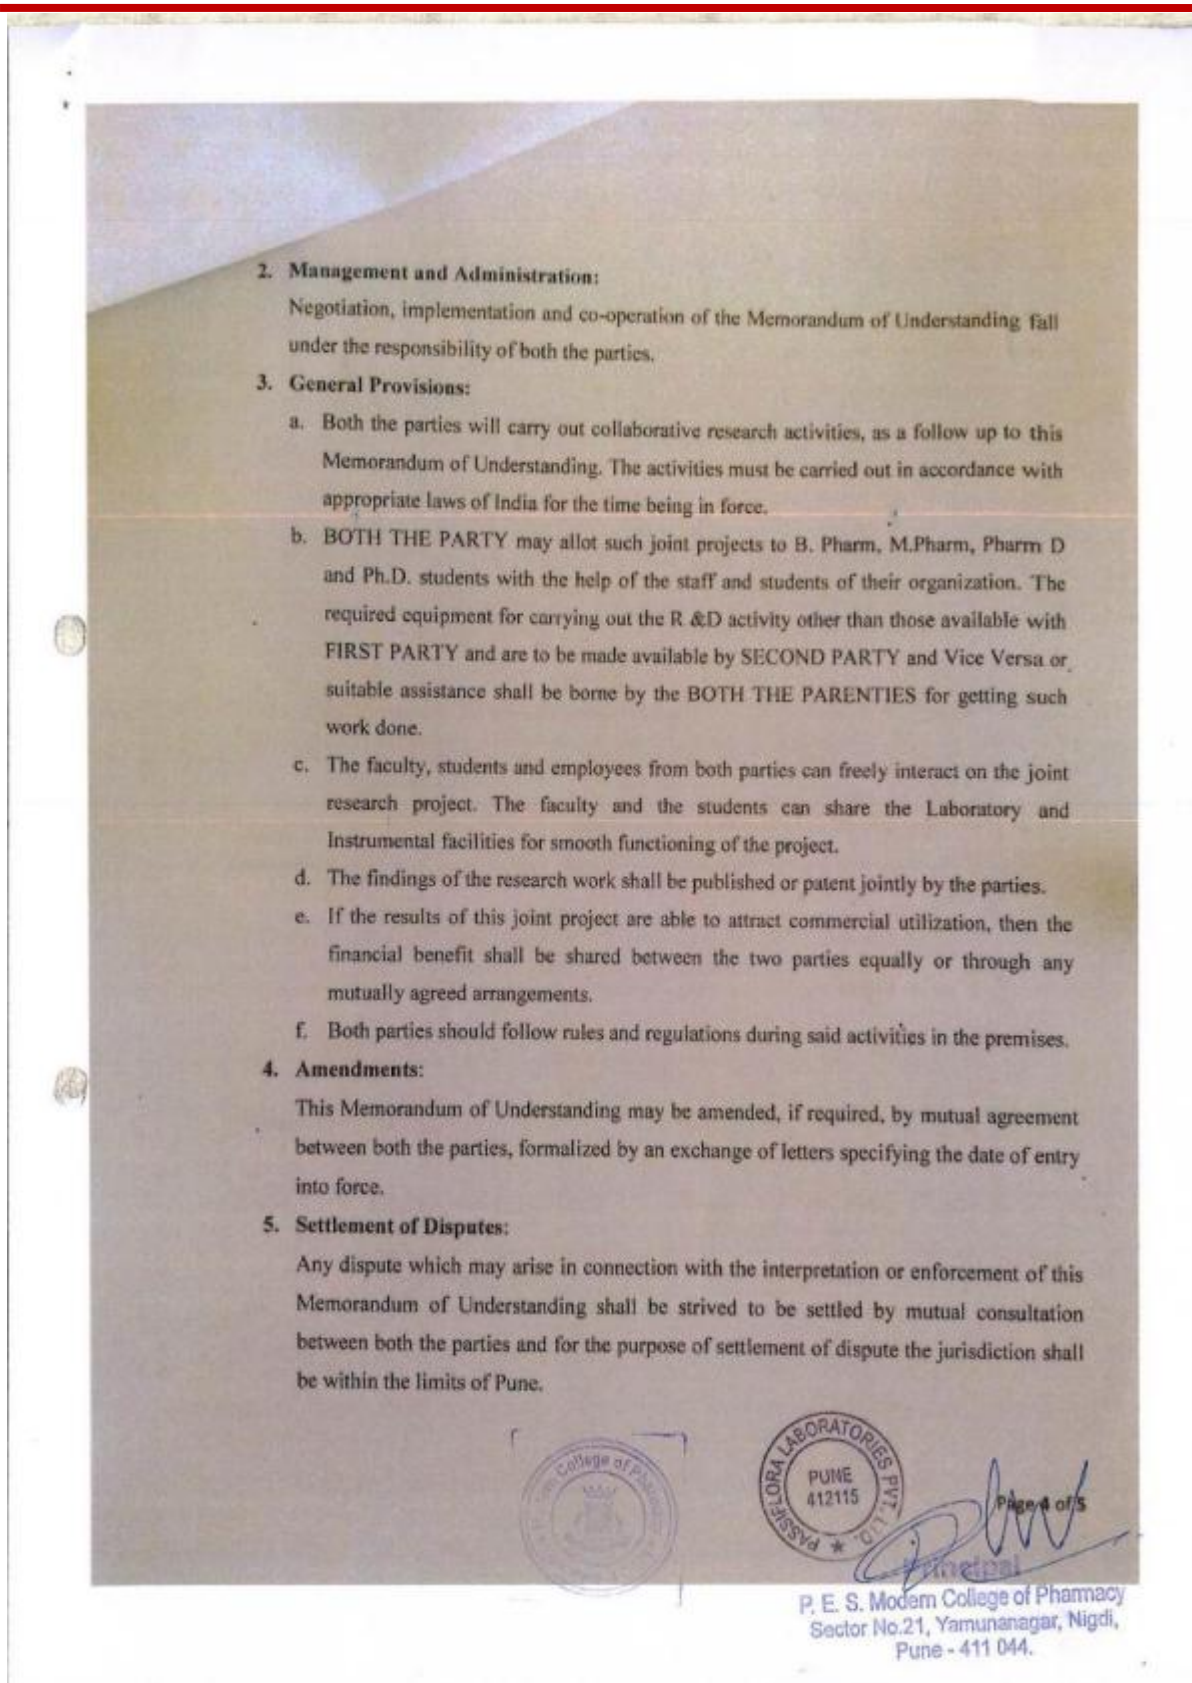 2. Management and Administration:
Negotiation, implementation and co-operation of the Memorandum of Understanding fall
under the responsibility of both the parties.
3. General Provisions:
a. Both the parties will carry out collaborative research activities, as a follow up to this
Memorandum of Understanding. The activities must be carried out in accordance with
appropriate laws of India for the time being in force.
b. BOTH THE PARTY may allot such joint projects to B. Pharm, M.Pharm, Pharm D
and Ph.D. students with the help of the staff and students of their organization. The
required equipment for carrying out the R &D activity other than those available with
FIRST PARTY and are to be made available by SECOND PARTY and Vice Versa or
suitable assistance shall be borne by the BOTH THE PARENTIES for getting such
work done.
c. The faculty, students and employees from both parties can freely interact on the joint
research project. The faculty and the students can share the Laboratory and
Instrumental facilities for smooth functioning of the project.
d. The findings of the research work shall be published or patent jointly by the parties.
e. If the results of this joint project are able to attract commercial utilization, then the
financial benefit shall be shared between the two parties equally or through any
mutually agreed arrangements.
f. Both parties should follow rules and regulations during said activities in the premises.
4. Amendments:
This Memorandum of Understanding may be amended, if required, by mutual agreement
between both the parties, formalized by an exchange of letters specifying the date of entry
into force.
5. Settlement of Disputes:
Any dispute which may arise in connection with the interpretation or enforcement of this
Memorandum of Understanding shall be strived to be settled by mutual consultation
between both the parties and for the purpose of settlement of dispute the jurisdiction shall
be within the limits of Pune.
College of
PASSIFLORA LABORATORIES PVT. LTD.
PUNE
412115
Page 4 of 5
Principal
P. E. S. Modern College of Pharmacy
Sector No.21, Yamunanagar, Nigdi,
Pune - 411 044.